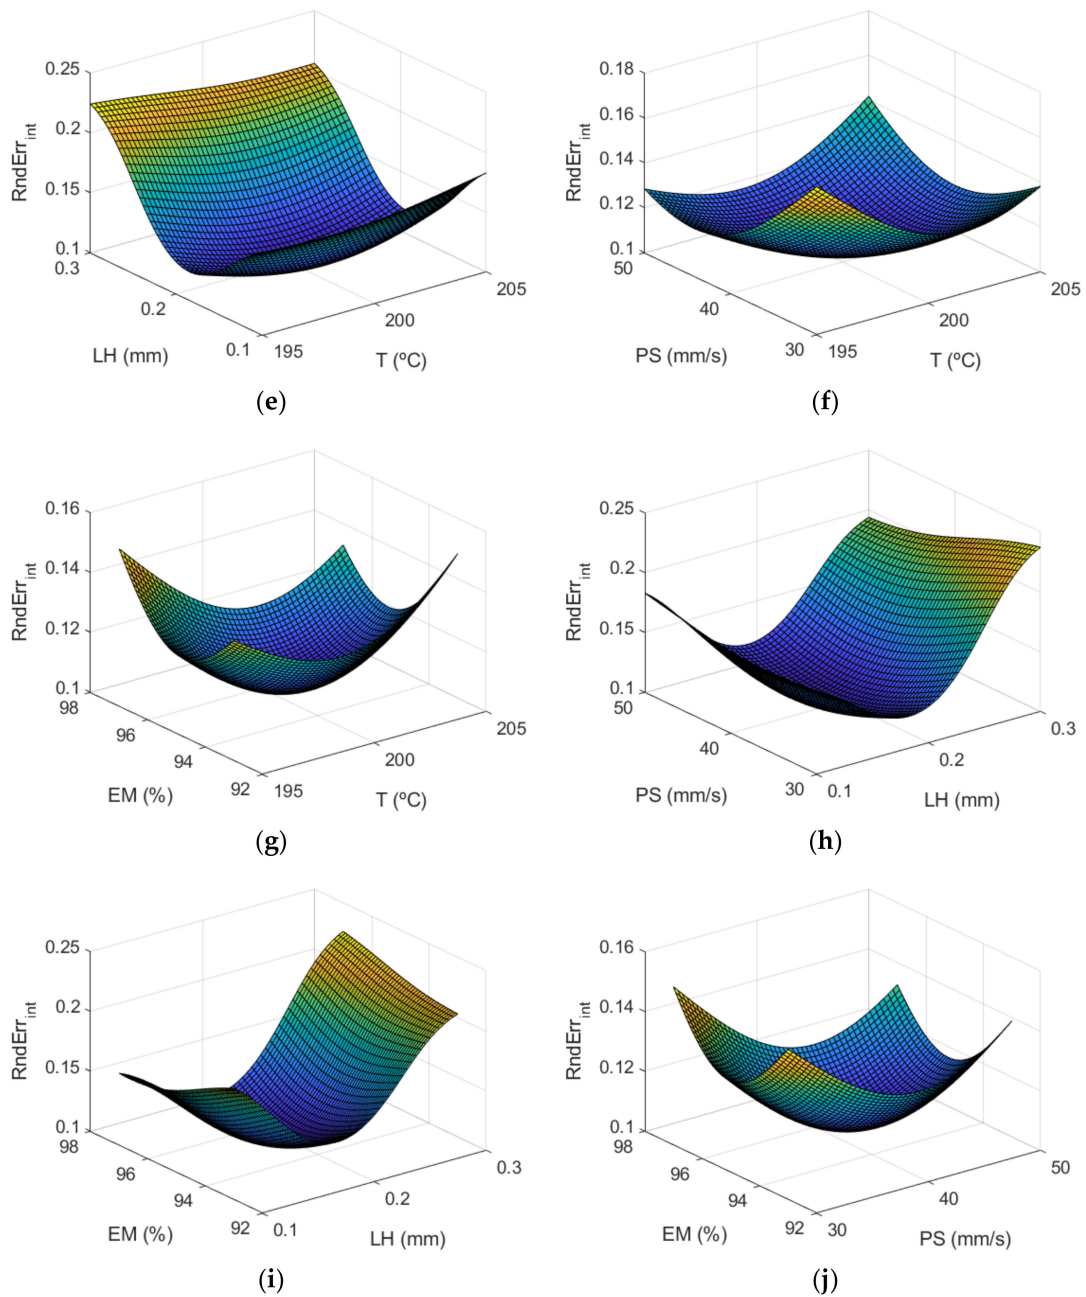 0.25
0.2
0.15
0.1
RndErr_int
0.3
0.2
0.1
LH (mm)
195
200
205
T (ºC)
(e)
0.18
0.16
0.14
0.12
0.1
RndErr_int
50
40
30
PS (mm/s)
195
200
205
T (ºC)
(f)
0.16
0.14
0.12
0.1
RndErr_int
98
96
94
92
EM (%)
195
200
205
T (ºC)
(g)
0.25
0.2
0.15
0.1
RndErr_int
50
40
30
PS (mm/s)
0.1
0.2
0.3
LH (mm)
(h)
0.25
0.2
0.15
0.1
RndErr_int
98
96
94
92
EM (%)
0.1
0.2
0.3
LH (mm)
(i)
0.16
0.14
0.12
0.1
RndErr_int
98
96
94
92
EM (%)
30
40
50
PS (mm/s)
(j)